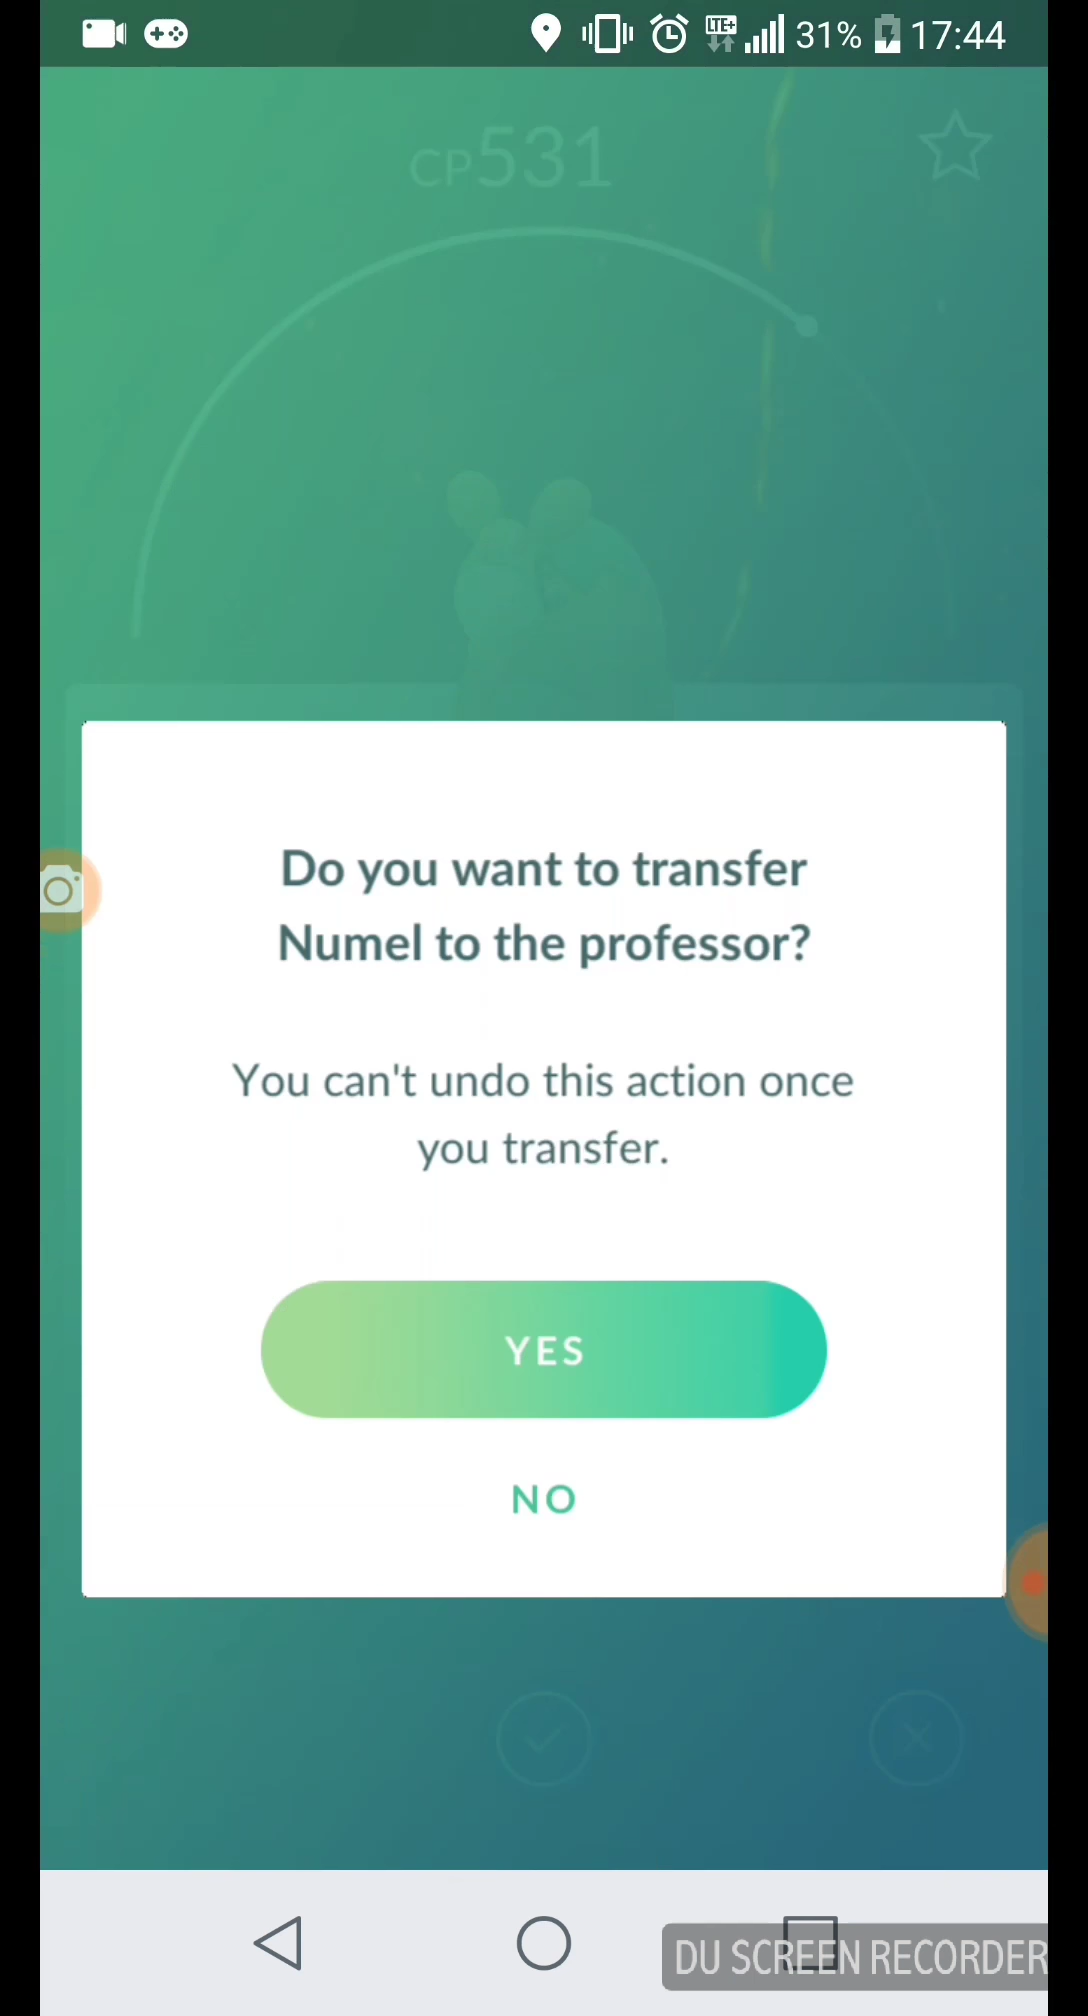 LTE+ 31% 17:44
CP531
Do you want to transfer
Numel to the professor?
You can't undo this action once
you transfer.
YES
NO
DU SCREEN RECORDER